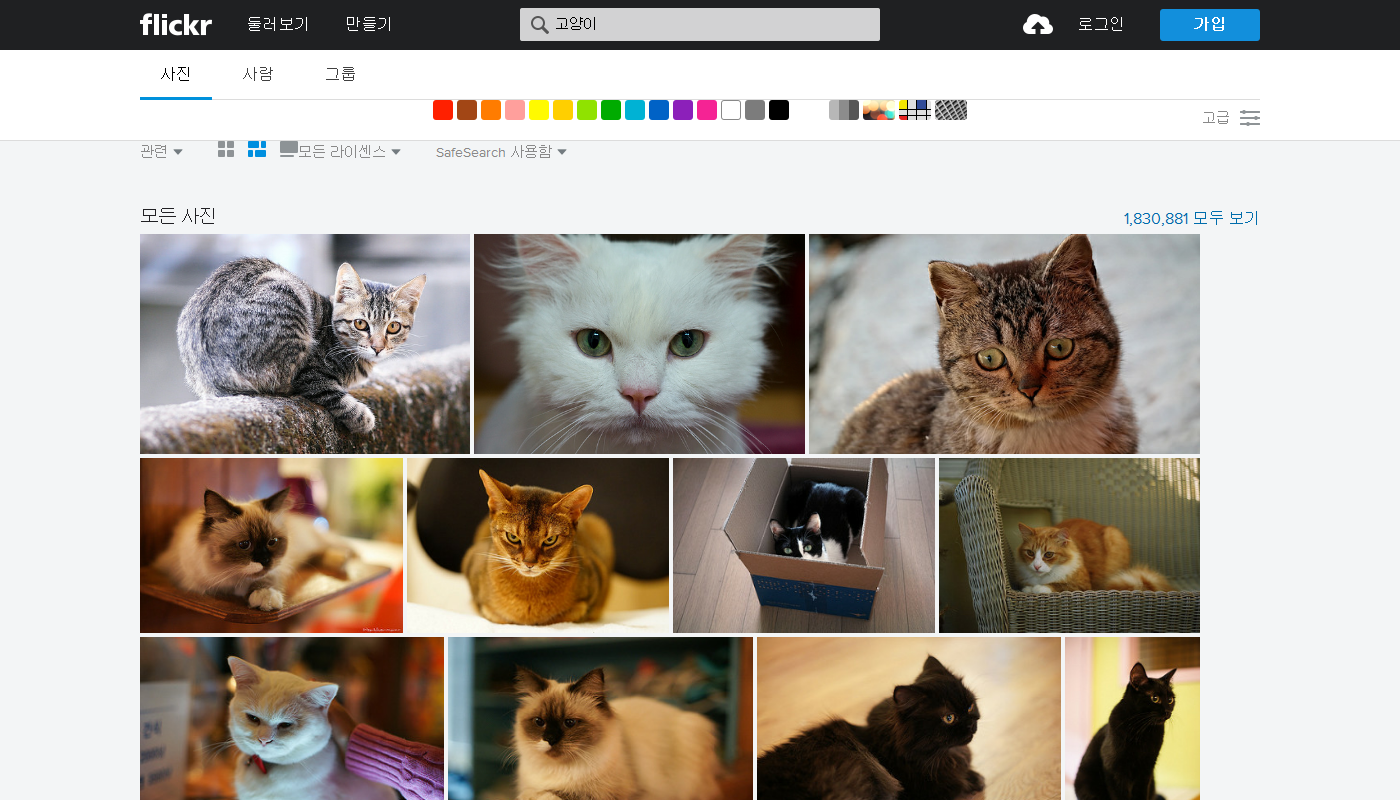 flickr 둘러보기 만들기 고양이 로그인 가입
사진 사람 그룹
고급
관련 모든 라이센스 SafeSearch 사용함
모든 사진 1,830,881 모두 보기
간식